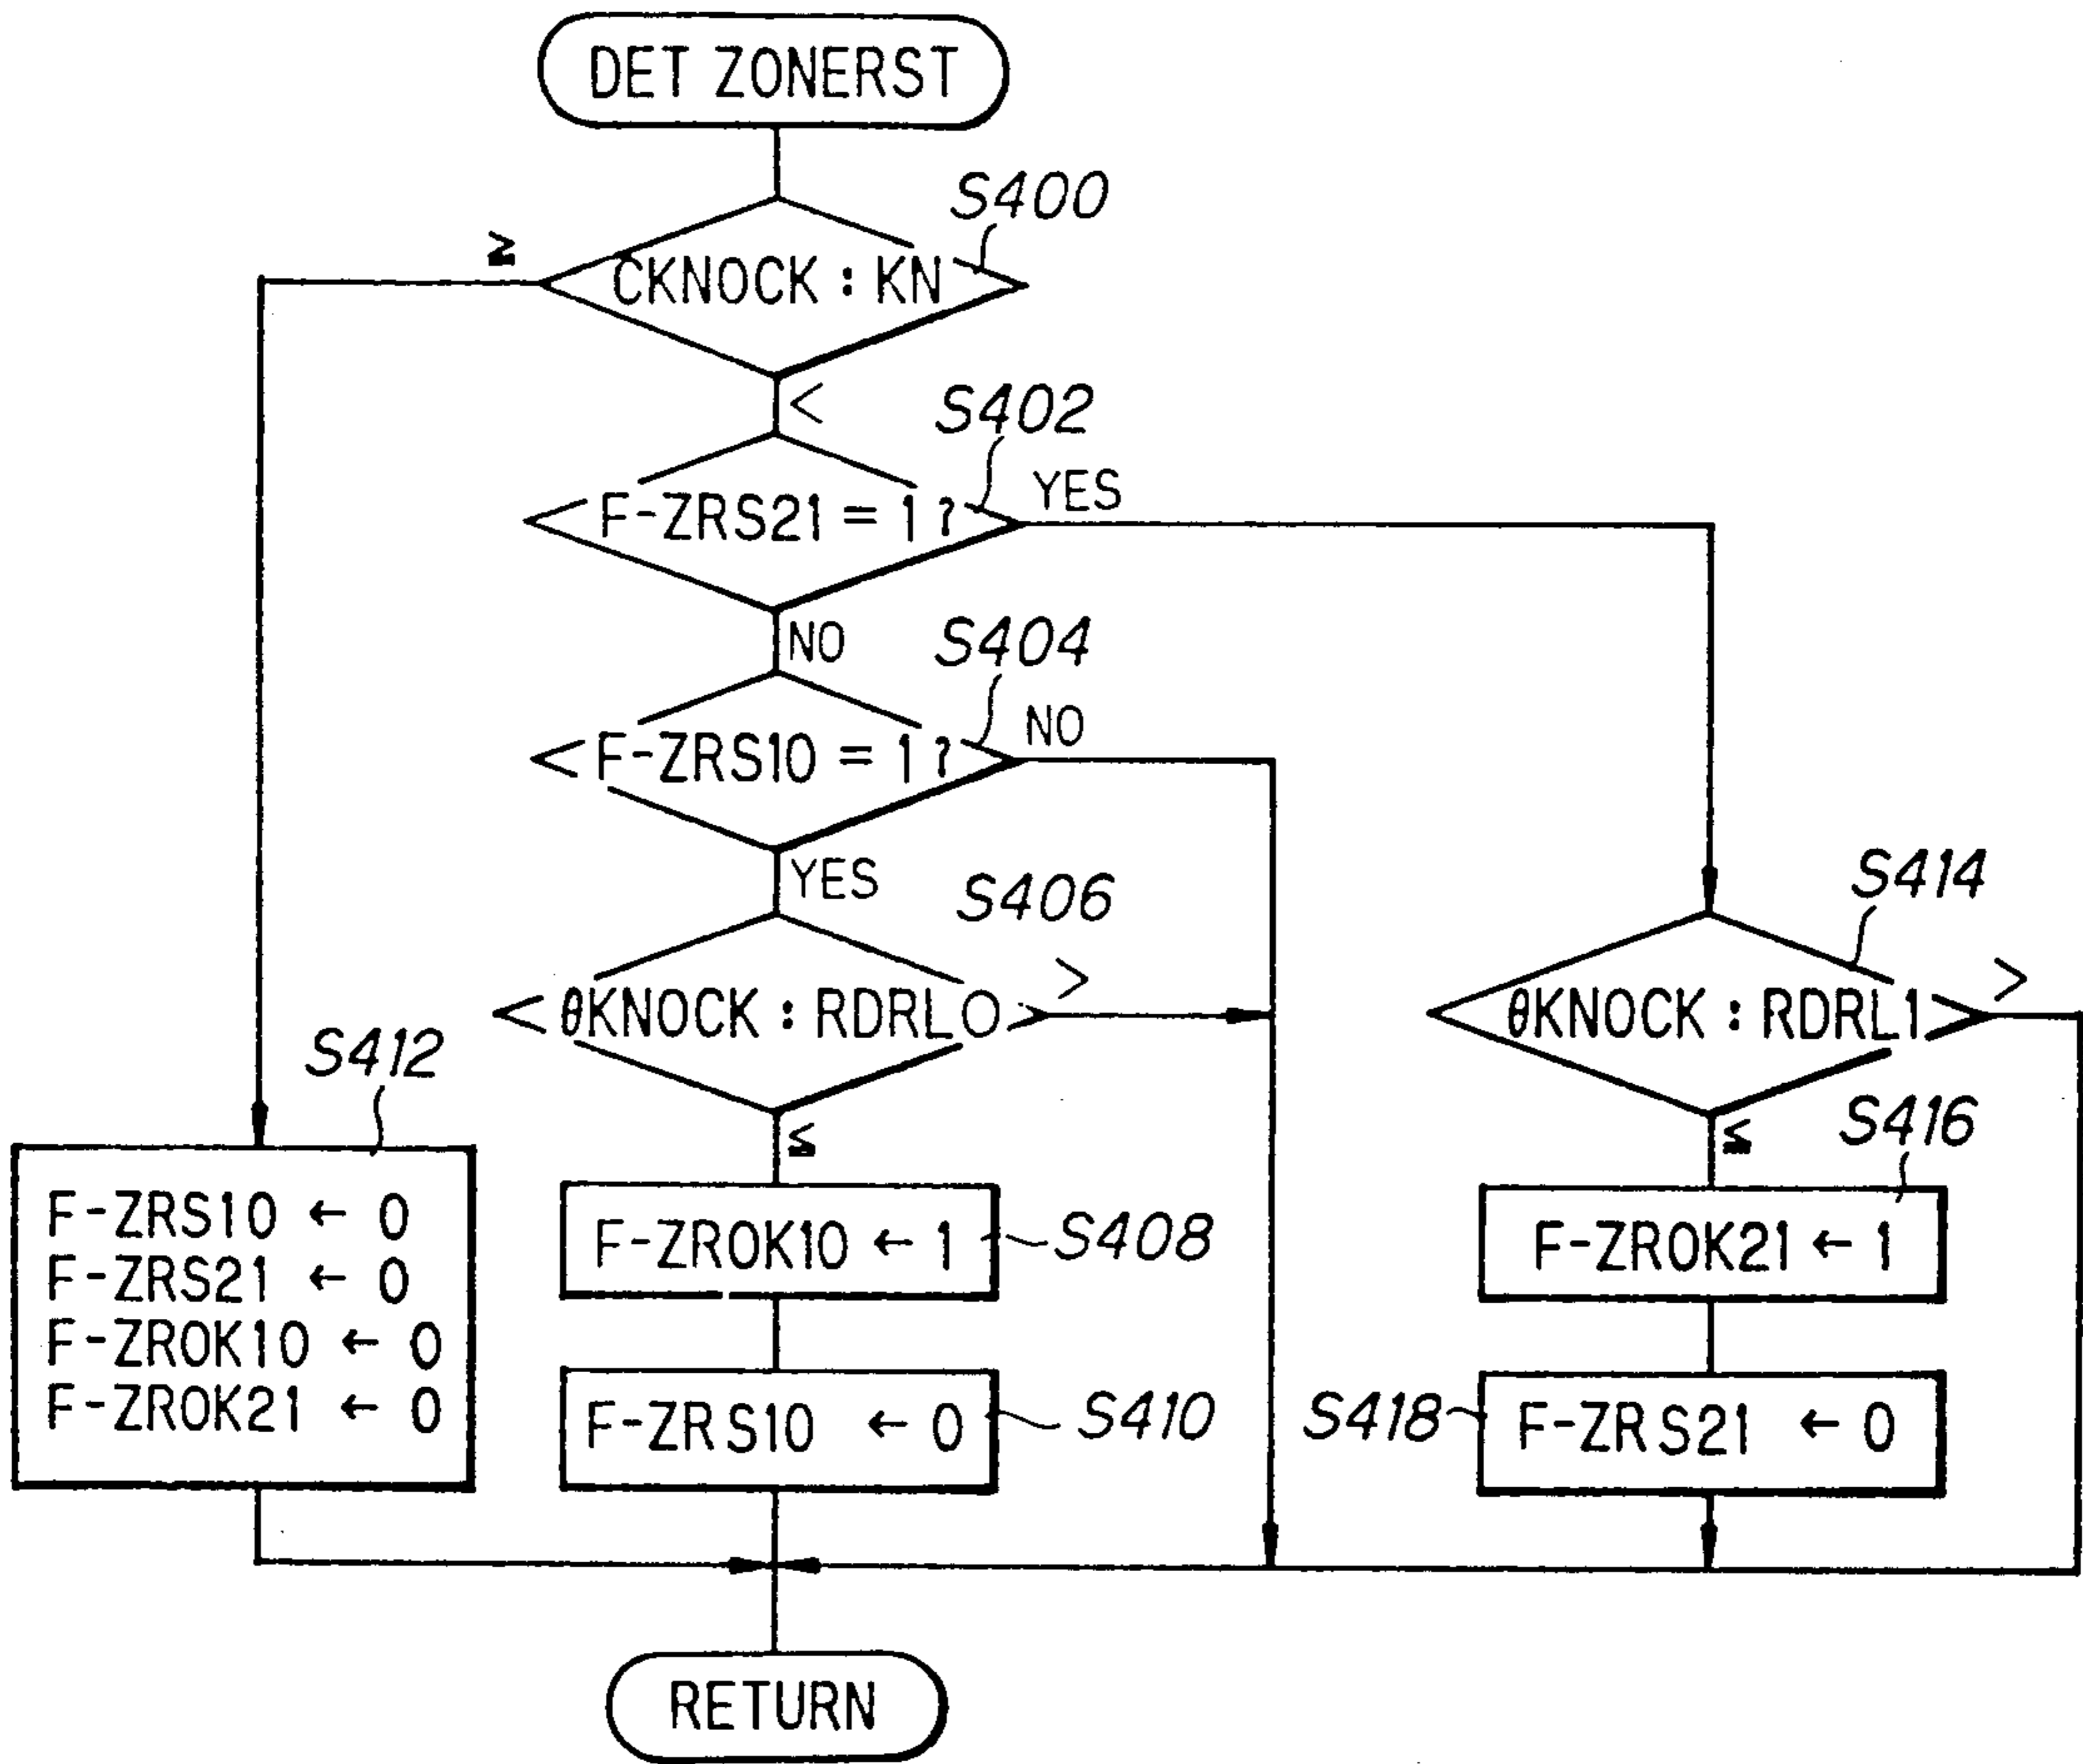 DET ZONERST
S400
≥
CKNOCK : KN
<
S402
F-ZRS21 = 1 ?
YES
NO
S404
F-ZRS10 = 1 ?
NO
YES
S406
θKNOCK : RDRL0
>
≤
S414
θKNOCK : RDRL1
>
≤
S412
F-ZRS10 ← 0
F-ZRS21 ← 0
F-ZROK10 ← 0
F-ZROK21 ← 0
F-ZROK10 ← 1
S408
F-ZRS10 ← 0
S410
S416
F-ZROK21 ← 1
S418
F-ZRS21 ← 0
RETURN